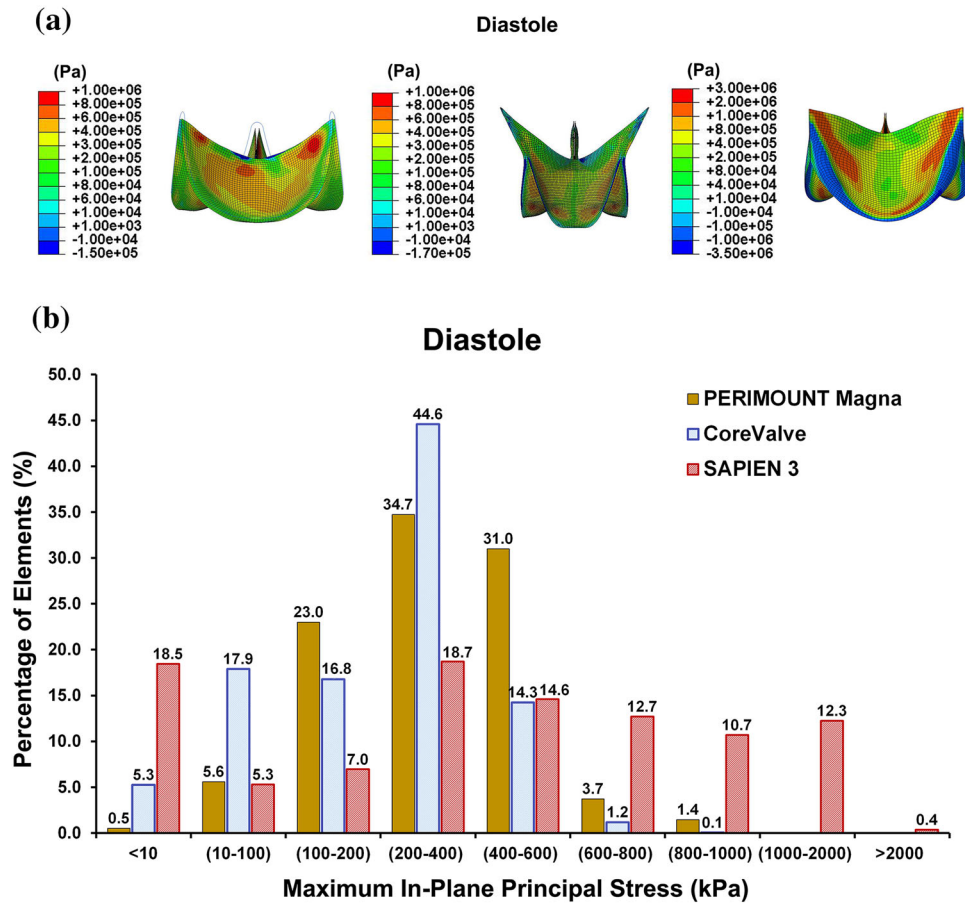 (a)
Diastole
(Pa)
+1.00e+06
+8.00e+05
+6.00e+05
+4.00e+05
+3.00e+05
+2.00e+05
+1.00e+05
+8.00e+04
+6.00e+04
+1.00e+04
+1.00e+03
-1.00e+04
-1.50e+05
(Pa)
+1.00e+06
+8.00e+05
+6.00e+05
+4.00e+05
+3.00e+05
+2.00e+05
+1.00e+05
+8.00e+04
+6.00e+04
+1.00e+04
+1.00e+03
-1.00e+04
-1.70e+05
(Pa)
+3.00e+06
+2.00e+06
+1.00e+06
+8.00e+05
+6.00e+05
+4.00e+05
+2.00e+05
+1.00e+05
+1.00e+04
-1.00e+04
-1.00e+05
-1.00e+06
-3.50e+06
(b)
Diastole
PERIMOUNT Magna
CoreValve
SAPIEN 3
Percentage of Elements (%)
50.0
45.0
40.0
35.0
30.0
25.0
20.0
15.0
10.0
5.0
0.0
0.5
5.3
18.5
5.6
17.9
5.3
23.0
16.8
7.0
34.7
44.6
18.7
31.0
14.3
14.6
3.7
1.2
12.7
1.4
0.1
10.7
12.3
0.4
<10 (10-100) (100-200) (200-400) (400-600) (600-800) (800-1000) (1000-2000) >2000
Maximum In-Plane Principal Stress (kPa)